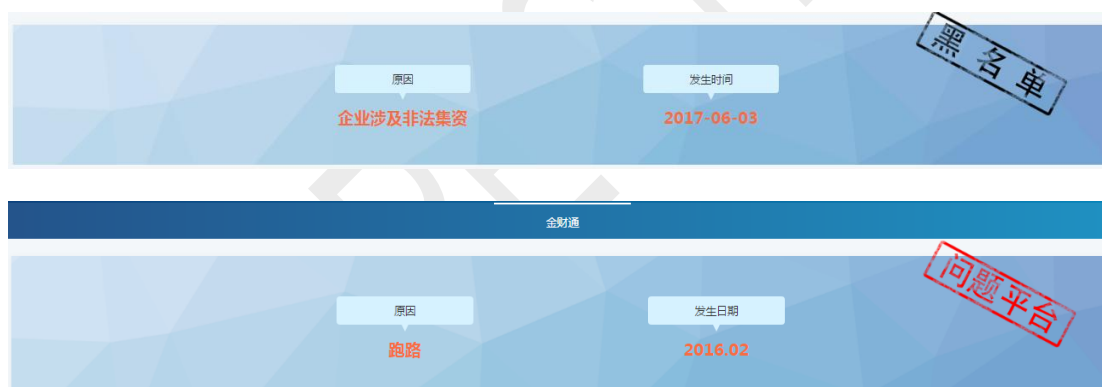 黑名单
原因 发生时间
企业涉及非法集资 2017-06-03
金财通
问题平台
原因 发生日期
跑路 2016.02